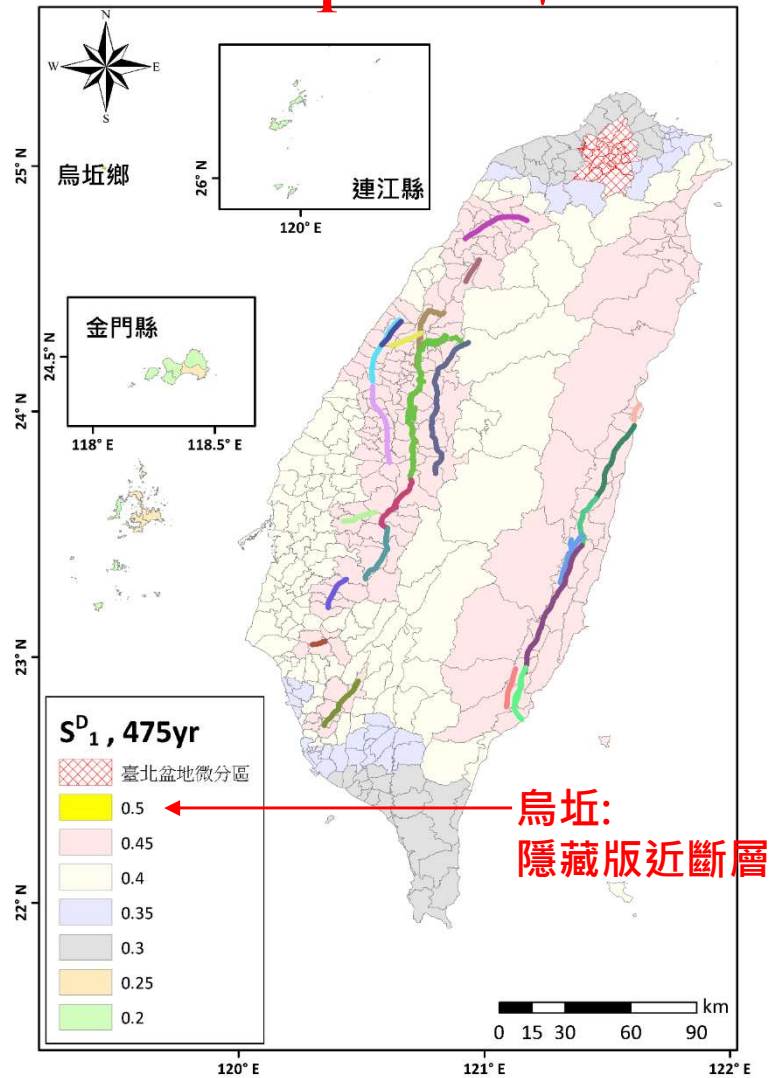 N
W
E
S
烏坵鄉
連江縣
26° N
120° E
25° N
金門縣
24.5° N
118° E
118.5° E
24° N
23° N
22° N
S^D_1 , 475yr
臺北盆地微分區
0.5
0.45
0.4
0.35
0.3
0.25
0.2
烏坵:
隱藏版近斷層
km
0 15 30 60 90
120° E
121° E
122° E